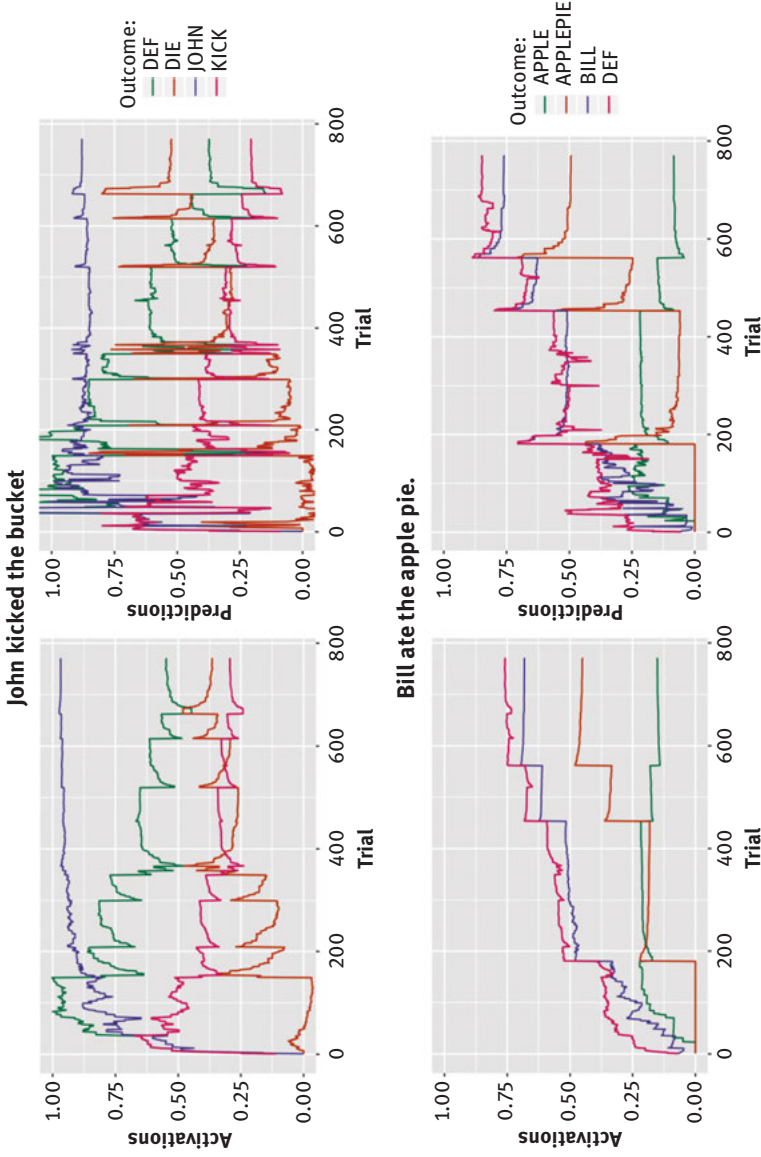 John kicked the bucket
Activations
1.00
0.75
0.50
0.25
0.00
0
200
400
600
800
Trial
Predictions
1.00
0.75
0.50
0.25
0.00
0
200
400
600
800
Trial
Outcome:
DEF
DIE
JOHN
KICK
Bill ate the apple pie.
Activations
1.00
0.75
0.50
0.25
0.00
0
200
400
600
800
Trial
Predictions
1.00
0.75
0.50
0.25
0.00
0
200
400
600
800
Trial
Outcome:
APPLE
APPLEPIE
BILL
DEF